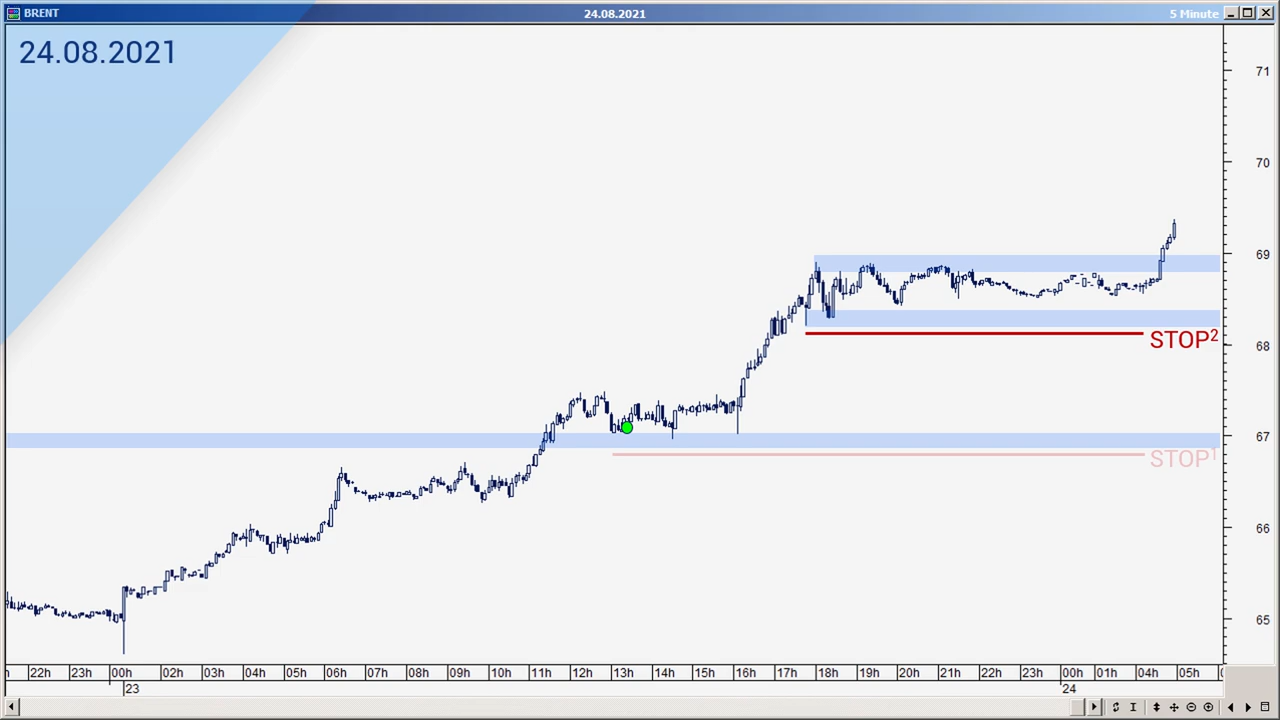 BRENT
24.08.2021
5 Minute
24.08.2021
71
70
69
68
67
66
65
STOP²
STOP¹
h 22h 23h 00h 02h 03h 04h 05h 06h 07h 08h 09h 10h 11h 12h 13h 14h 15h 16h 17h 18h 19h 20h 21h 22h 23h 00h 01h 04h 05h
23 24